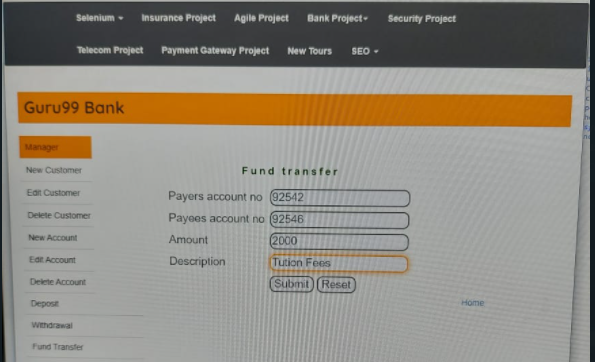 Selenium Insurance Project Agile Project Bank Project Security Project
Telecom Project Payment Gateway Project New Tours SEO
Guru99 Bank
Manager
New Customer
Edit Customer
Delete Customer
New Account
Edit Account
Delete Account
Deposit
Withdrawal
Fund Transfer
Fund transfer
Payers account no 92542
Payees account no 92546
Amount 2000
Description Tution Fees
Submit Reset
Home